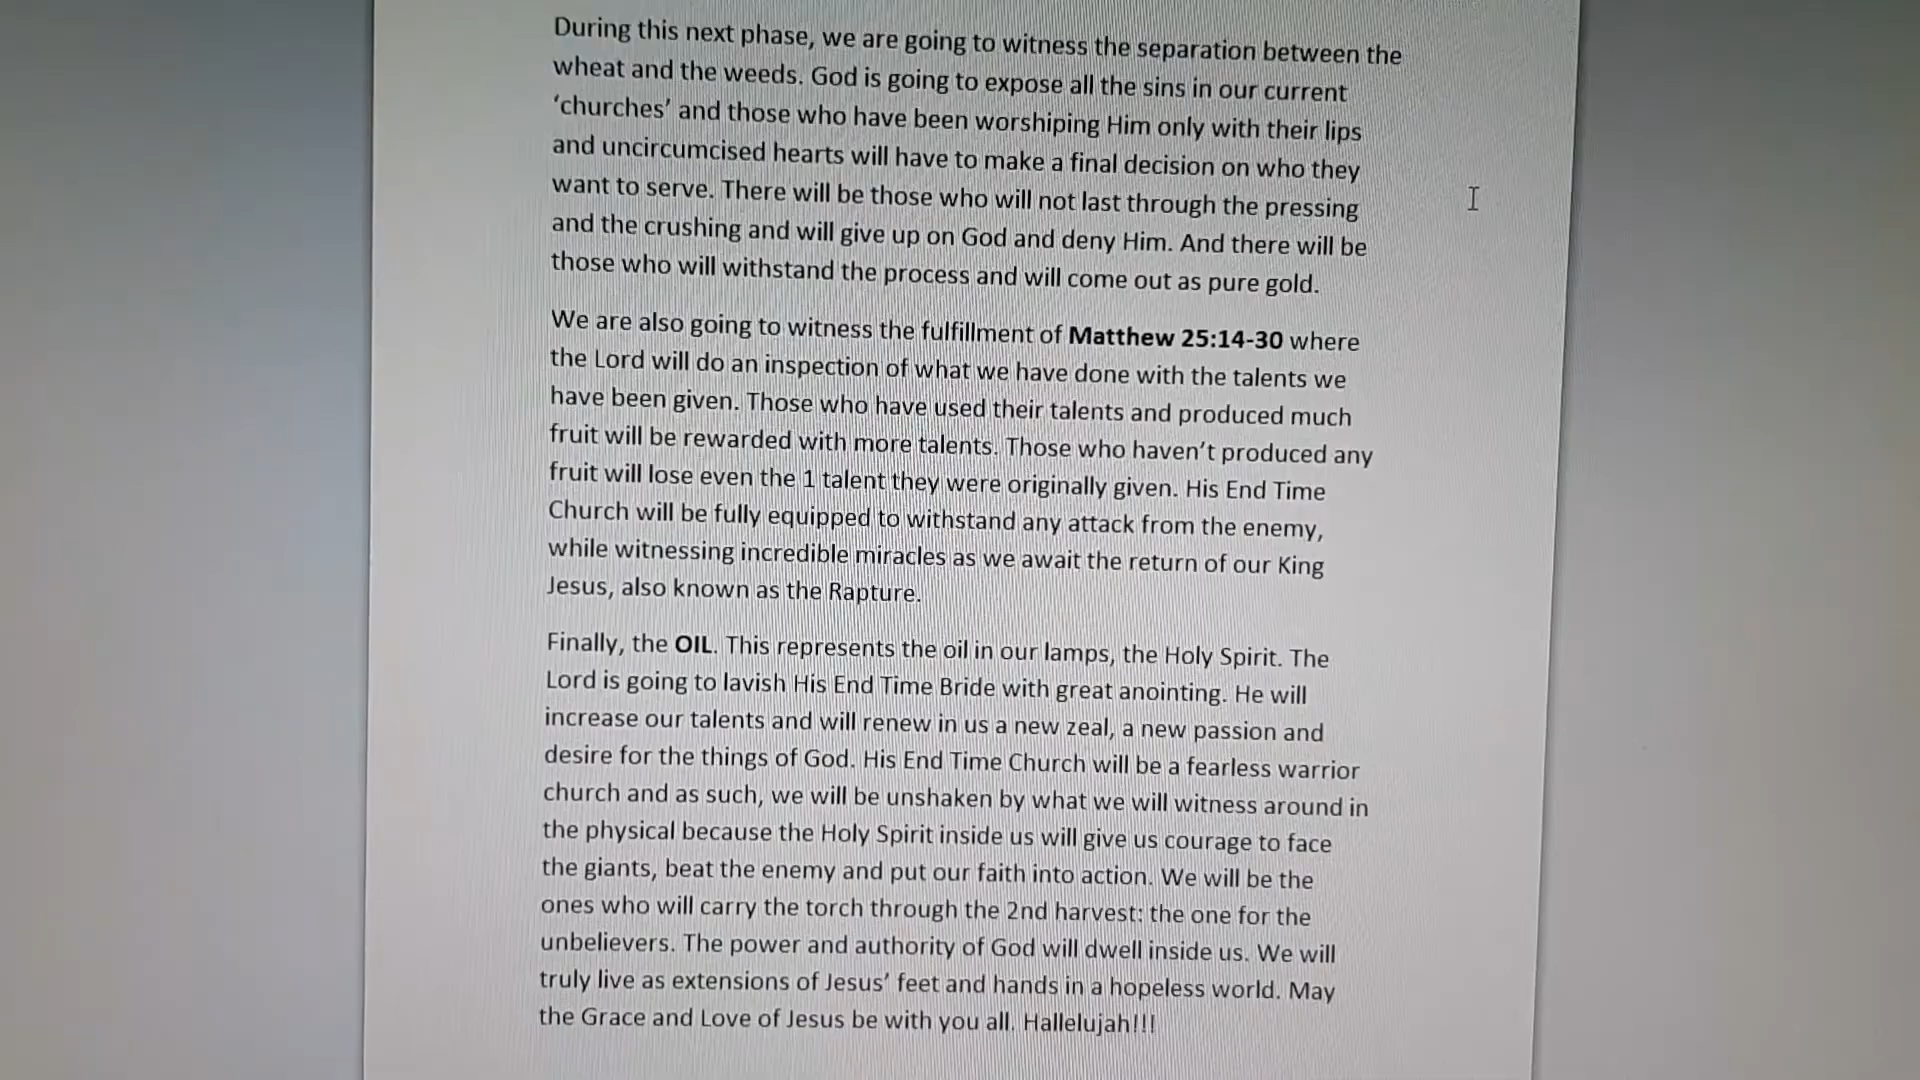 During this next phase, we are going to witness the separation between the
wheat and the weeds. God is going to expose all the sins in our current
‘churches’ and those who have been worshiping Him only with their lips
and uncircumcised hearts will have to make a final decision on who they
want to serve. There will be those who will not last through the pressing
and the crushing and will give up on God and deny Him. And there will be
those who will withstand the process and will come out as pure gold.
We are also going to witness the fulfillment of Matthew 25:14-30 where
the Lord will do an inspection of what we have done with the talents we
have been given. Those who have used their talents and produced much
fruit will be rewarded with more talents. Those who haven’t produced any
fruit will lose even the 1 talent they were originally given. His End Time
Church will be fully equipped to withstand any attack from the enemy,
while witnessing incredible miracles as we await the return of our King
Jesus, also known as the Rapture.
Finally, the OIL. This represents the oil in our lamps, the Holy Spirit. The
Lord is going to lavish His End Time Bride with great anointing. He will
increase our talents and will renew in us a new zeal, a new passion and
desire for the things of God. His End Time Church will be a fearless warrior
church and as such, we will be unshaken by what we will witness around in
the physical because the Holy Spirit inside us will give us courage to face
the giants, beat the enemy and put our faith into action. We will be the
ones who will carry the torch through the 2nd harvest: the one for the
unbelievers. The power and authority of God will dwell inside us. We will
truly live as extensions of Jesus’ feet and hands in a hopeless world. May
the Grace and Love of Jesus be with you all. Hallelujah!!!